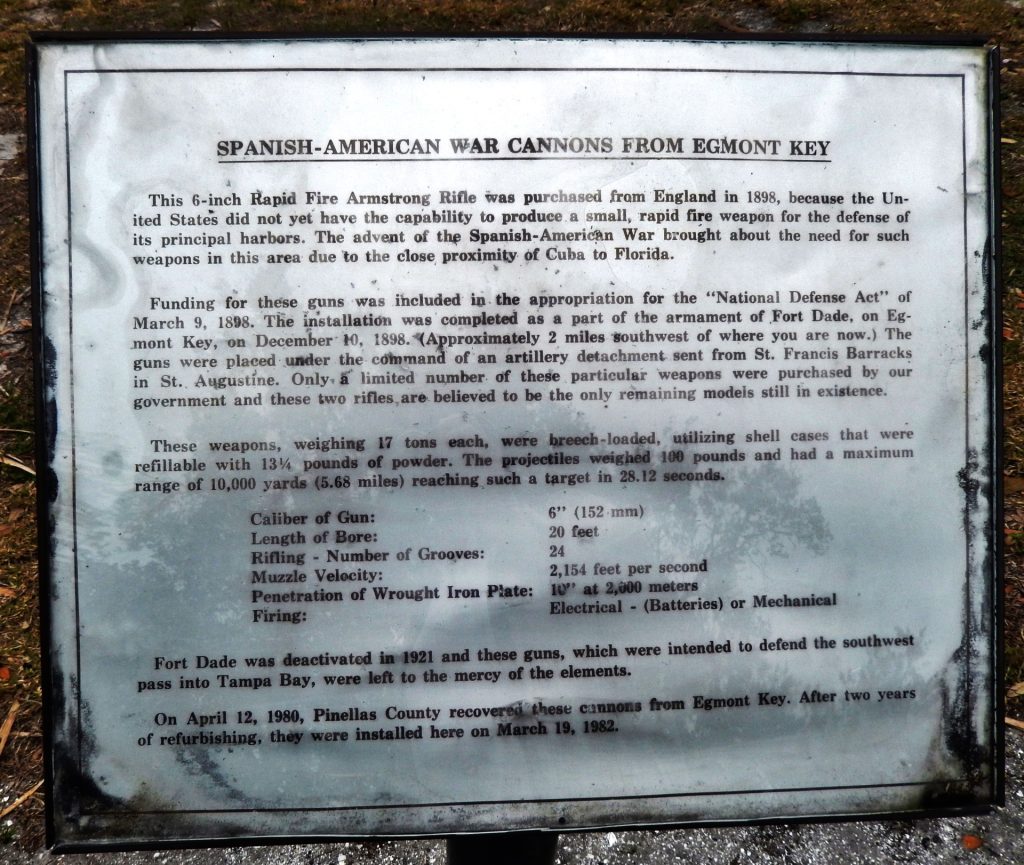 SPANISH-AMERICAN WAR CANNONS FROM EGMONT KEY
This 6-inch Rapid Fire Armstrong Rifle was purchased from England in 1898, because the Un-
ited States did not yet have the capability to produce a small, rapid fire weapon for the defense of
its principal harbors. The advent of the Spanish-American War brought about the need for such
weapons in this area due to the close proximity of Cuba to Florida.
Funding for these guns was included in the appropriation for the "National Defense Act" of
March 9, 1898. The installation was completed as a part of the armament of Fort Dade, on Eg-
mont Key, on December 10, 1898. (Approximately 2 miles southwest of where you are now.) The
guns were placed under the command of an artillery detachment sent from St. Francis Barracks
in St. Augustine. Only a limited number of these particular weapons were purchased by our
government and these two rifles are believed to be the only remaining models still in existence.
These weapons, weighing 17 tons each, were breech-loaded, utilizing shell cases that were
refillable with 13¼ pounds of powder. The projectiles weighed 100 pounds and had a maximum
range of 10,000 yards (5.68 miles) reaching such a target in 28.12 seconds.
Caliber of Gun: 6" (152 mm)
Length of Bore: 20 feet
Rifling - Number of Grooves: 24
Muzzle Velocity: 2,154 feet per second
Penetration of Wrought Iron Plate: 10" at 2,000 meters
Firing: Electrical - (Batteries) or Mechanical
Fort Dade was deactivated in 1921 and these guns, which were intended to defend the southwest
pass into Tampa Bay, were left to the mercy of the elements.
On April 12, 1980, Pinellas County recovered these cannons from Egmont Key. After two years
of refurbishing, they were installed here on March 19, 1982.